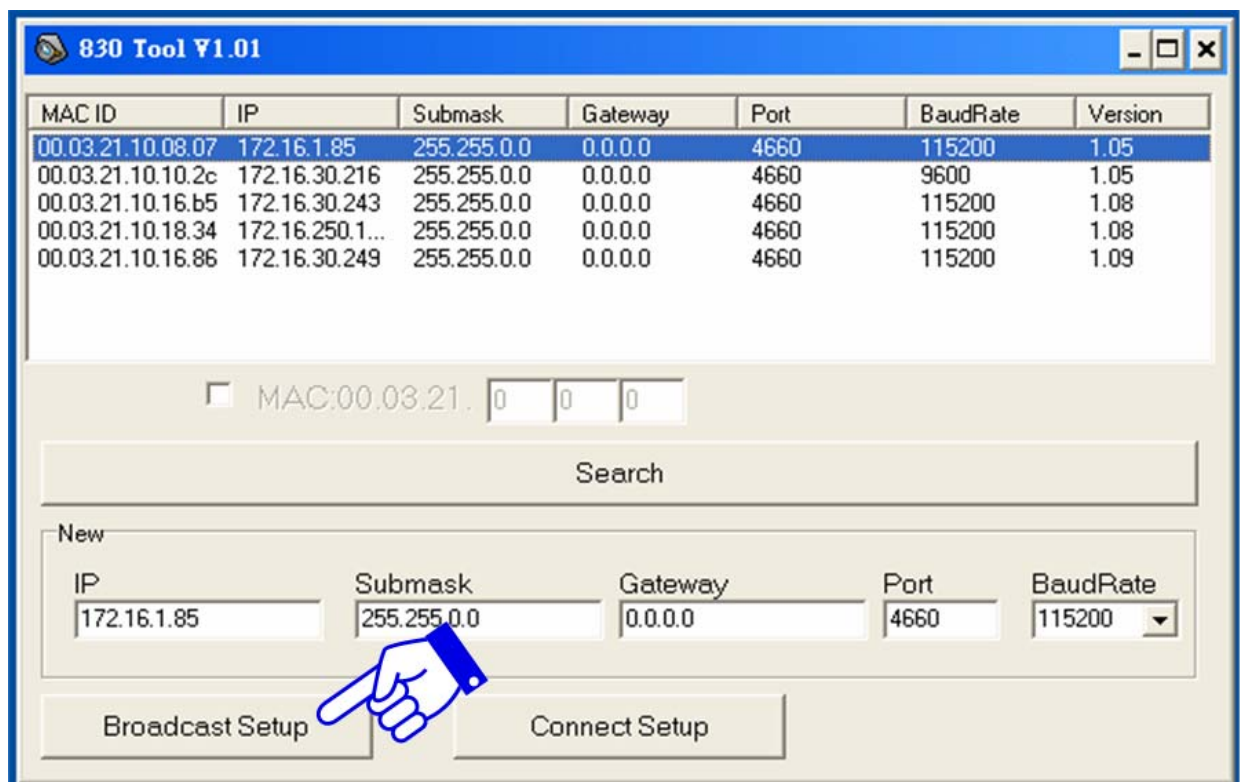 830 Tool V1.01
MAC ID IP Submask Gateway Port BaudRate Version
00.03.21.10.08.07 172.16.1.85 255.255.0.0 0.0.0.0 4660 115200 1.05
00.03.21.10.10.2c 172.16.30.216 255.255.0.0 0.0.0.0 4660 9600 1.05
00.03.21.10.16.b5 172.16.30.243 255.255.0.0 0.0.0.0 4660 115200 1.08
00.03.21.10.18.34 172.16.250.1... 255.255.0.0 0.0.0.0 4660 115200 1.08
00.03.21.10.16.86 172.16.30.249 255.255.0.0 0.0.0.0 4660 115200 1.09
MAC:00.03.21. 0 0 0
Search
New
IP Submask Gateway Port BaudRate
172.16.1.85 255.255.0.0 0.0.0.0 4660 115200
Broadcast Setup Connect Setup